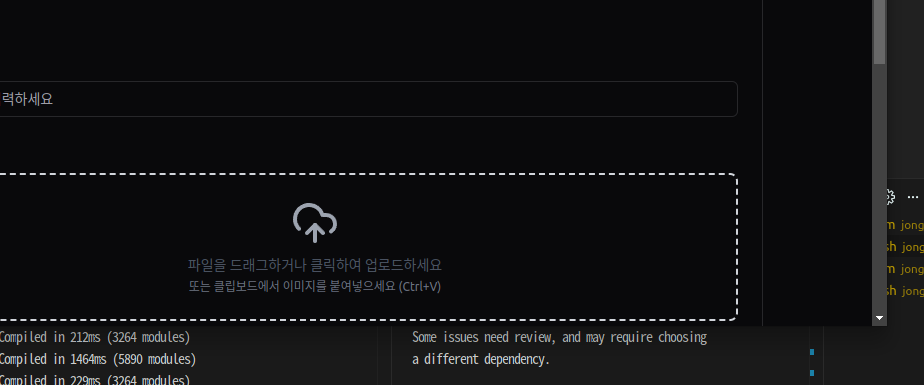 력하세요
파일을 드래그하거나 클릭하여 업로드하세요
또는 클립보드에서 이미지를 붙여넣으세요 (Ctrl+V)
m jong
sh jong
m jong
sh jong
Compiled in 212ms (3264 modules)
Compiled in 1464ms (5890 modules)
Compiled in 229ms (3264 modules)
Some issues need review, and may require choosing
a different dependency.